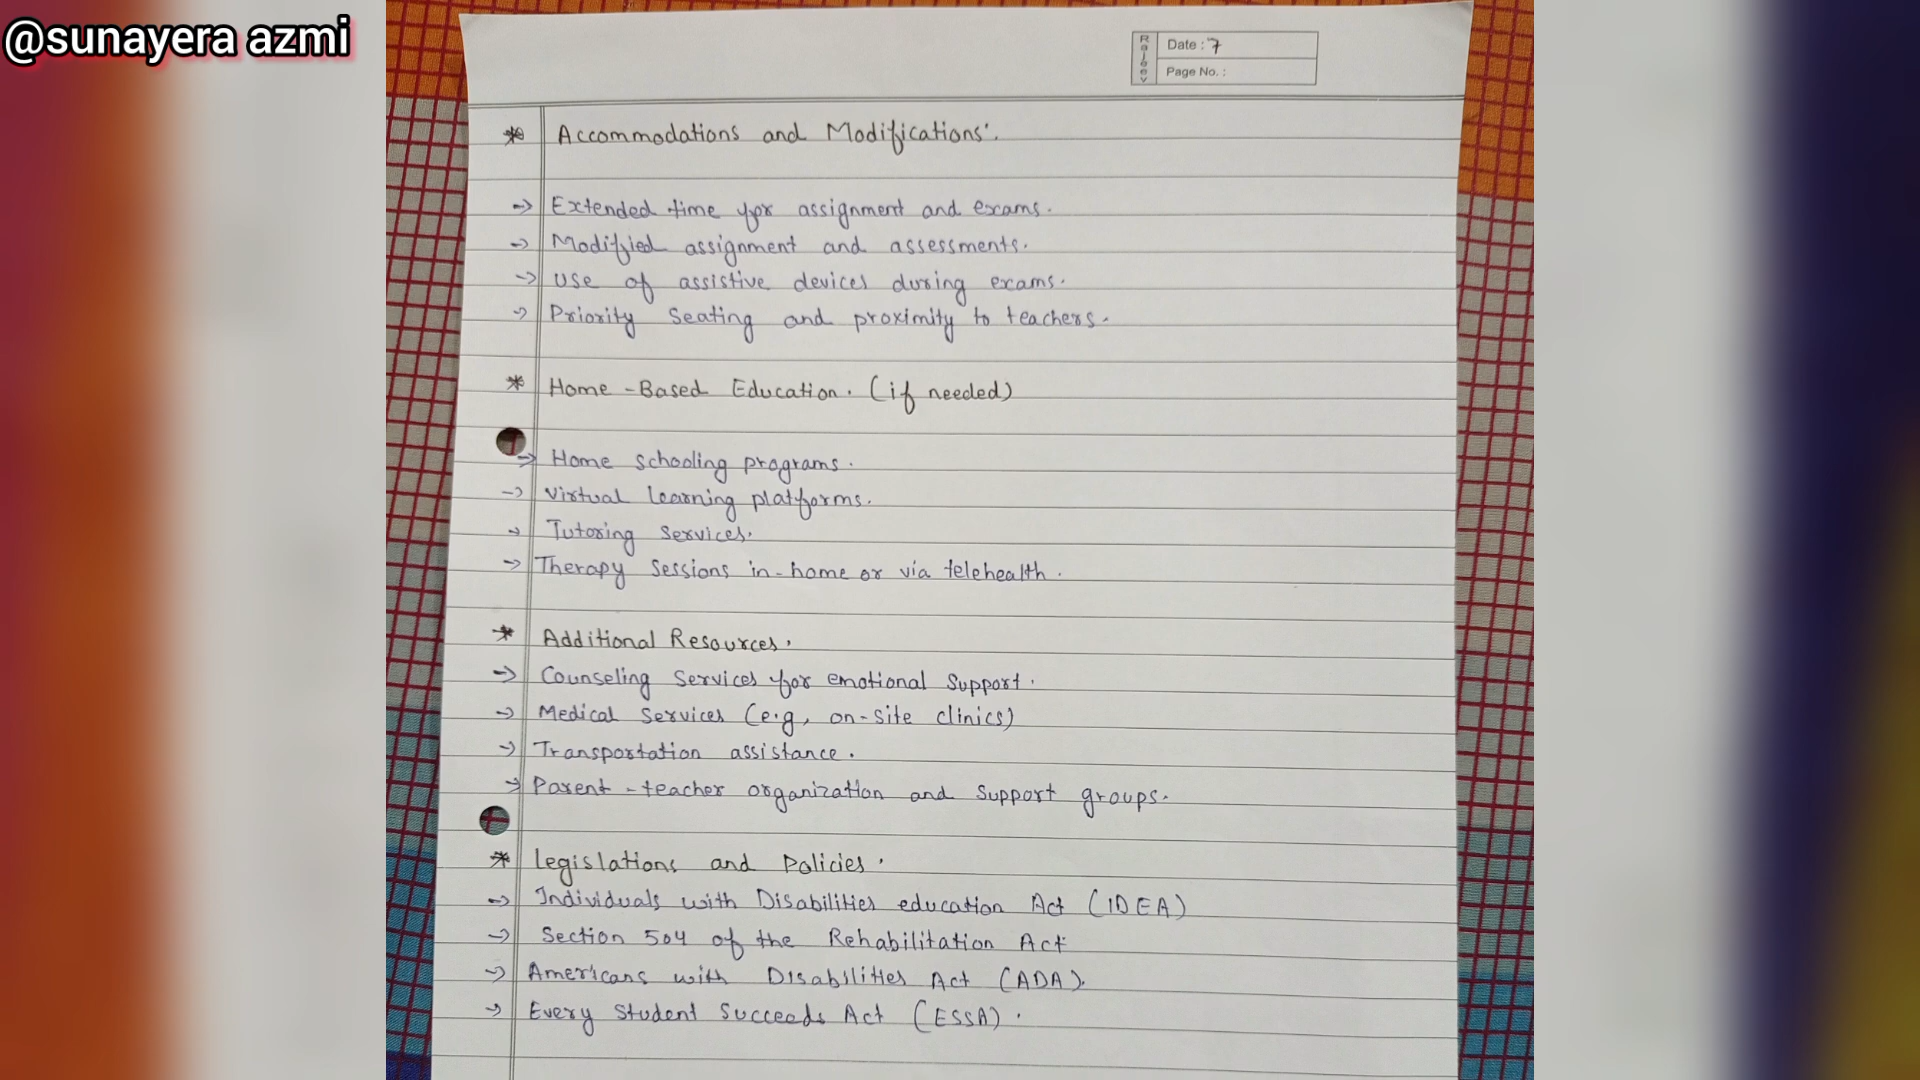 @sunayera azmi
Rajeev
Date : 7
Page No. :
* Accommodations and Modifications:
→ Extended time for assignment and exams.
→ Modified assignment and assessments.
→ Use of assistive devices during exams.
→ Priority Seating and proximity to teachers.
* Home-Based Education. (if needed)
→ Home schooling programs.
→ Virtual learning platforms.
→ Tutoring Services.
→ Therapy Sessions in-home or via telehealth.
* Additional Resources.
→ Counseling Services for emotional Support.
→ Medical Services (e.g, on-site clinics)
→ Transportation assistance.
→ Parent-teacher organization and Support groups.
* Legislations and Policies.
→ Individuals with Disabilities education Act (IDEA)
→ Section 504 of the Rehabilitation Act
→ Americans with Disabilities Act (ADA).
→ Every Student Succeeds Act (ESSA).